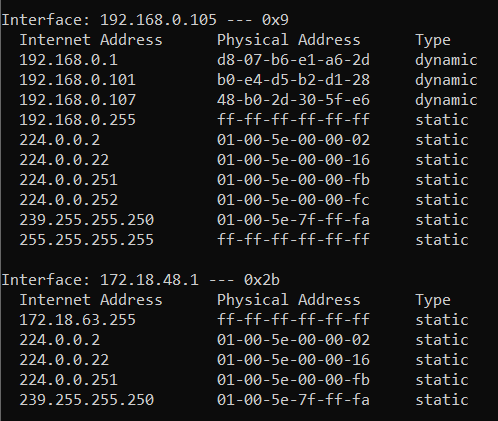 Interface: 192.168.0.105 --- 0x9
  Internet Address      Physical Address      Type
  192.168.0.1           d8-07-b6-e1-a6-2d     dynamic
  192.168.0.101         b0-e4-d5-b2-d1-28     dynamic
  192.168.0.107         48-b0-2d-30-5f-e6     dynamic
  192.168.0.255         ff-ff-ff-ff-ff-ff     static
  224.0.0.2             01-00-5e-00-00-02     static
  224.0.0.22            01-00-5e-00-00-16     static
  224.0.0.251           01-00-5e-00-00-fb     static
  224.0.0.252           01-00-5e-00-00-fc     static
  239.255.255.250       01-00-5e-7f-ff-fa     static
  255.255.255.255       ff-ff-ff-ff-ff-ff     static

Interface: 172.18.48.1 --- 0x2b
  Internet Address      Physical Address      Type
  172.18.63.255         ff-ff-ff-ff-ff-ff     static
  224.0.0.2             01-00-5e-00-00-02     static
  224.0.0.22            01-00-5e-00-00-16     static
  224.0.0.251           01-00-5e-00-00-fb     static
  239.255.255.250       01-00-5e-7f-ff-fa     static